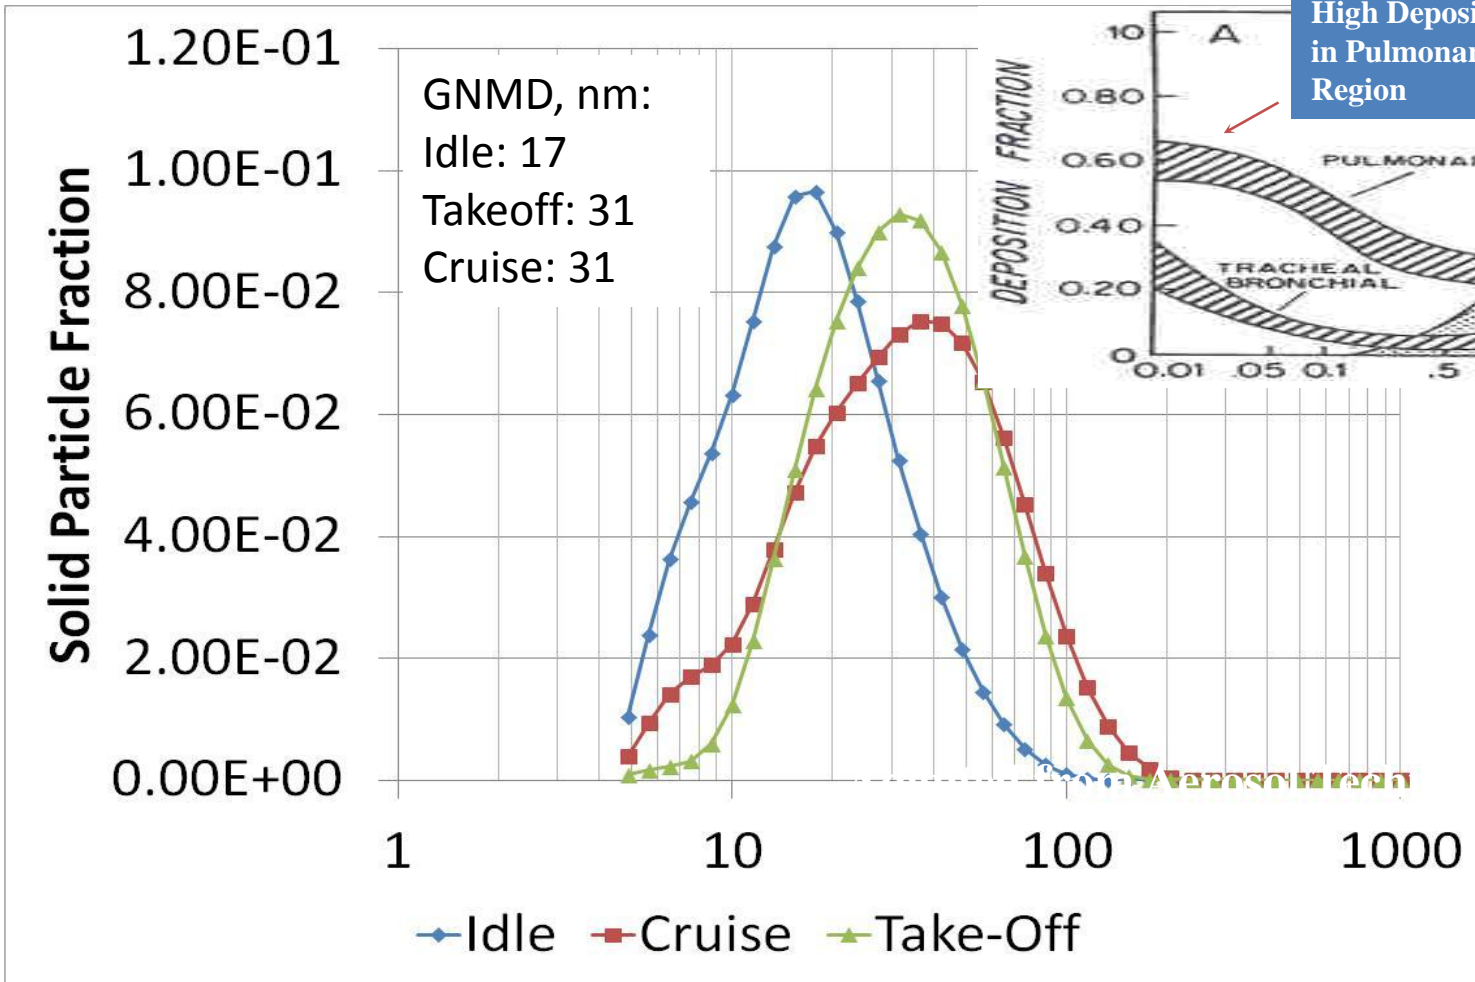 Solid Particle Fraction
1.20E-01
1.00E-01
8.00E-02
6.00E-02
4.00E-02
2.00E-02
0.00E+00
GNMD, nm:
Idle: 17
Takeoff: 31
Cruise: 31
DEPOSITION FRACTION
10
0.80
0.60
0.40
0.20
0
A
High Deposi
in Pulmonar
Region
PULMONAR
TRACHEAL
BRONCHIAL
0.01 .05 0.1 .5
1 10 100 1000
Idle Cruise Take-Off